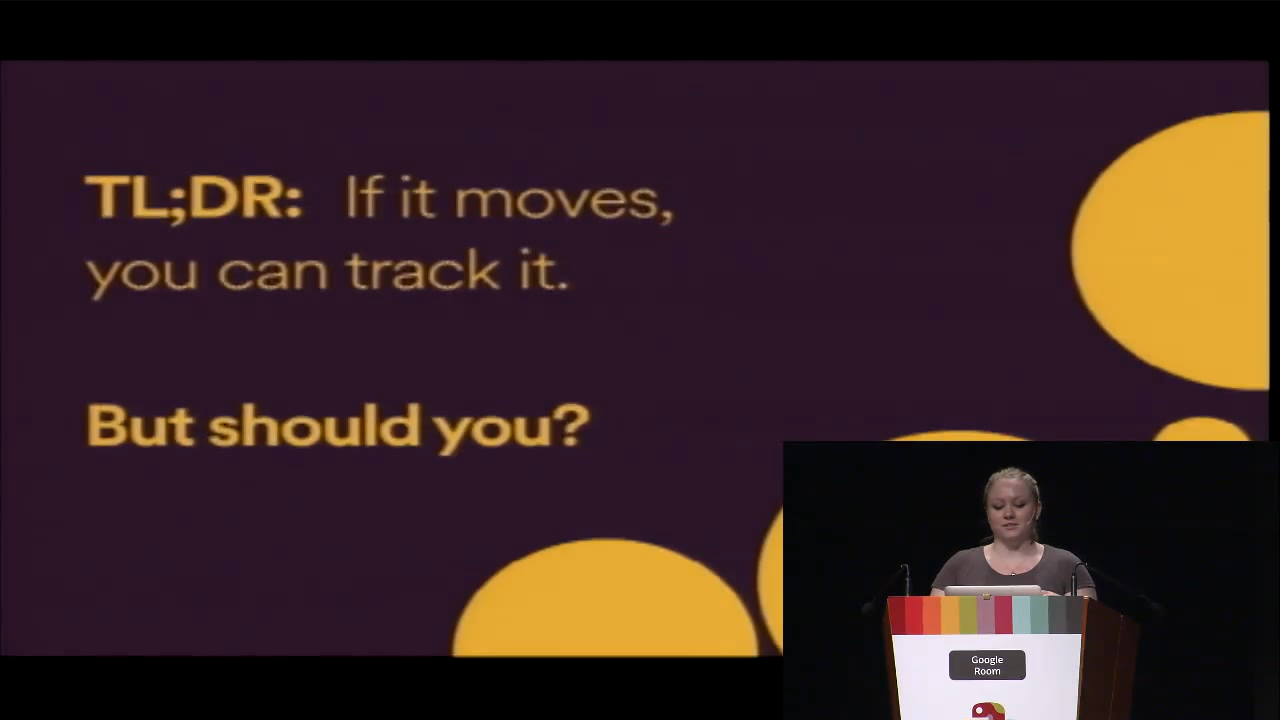 TL;DR: If it moves,
you can track it.
But should you?
Google
Room